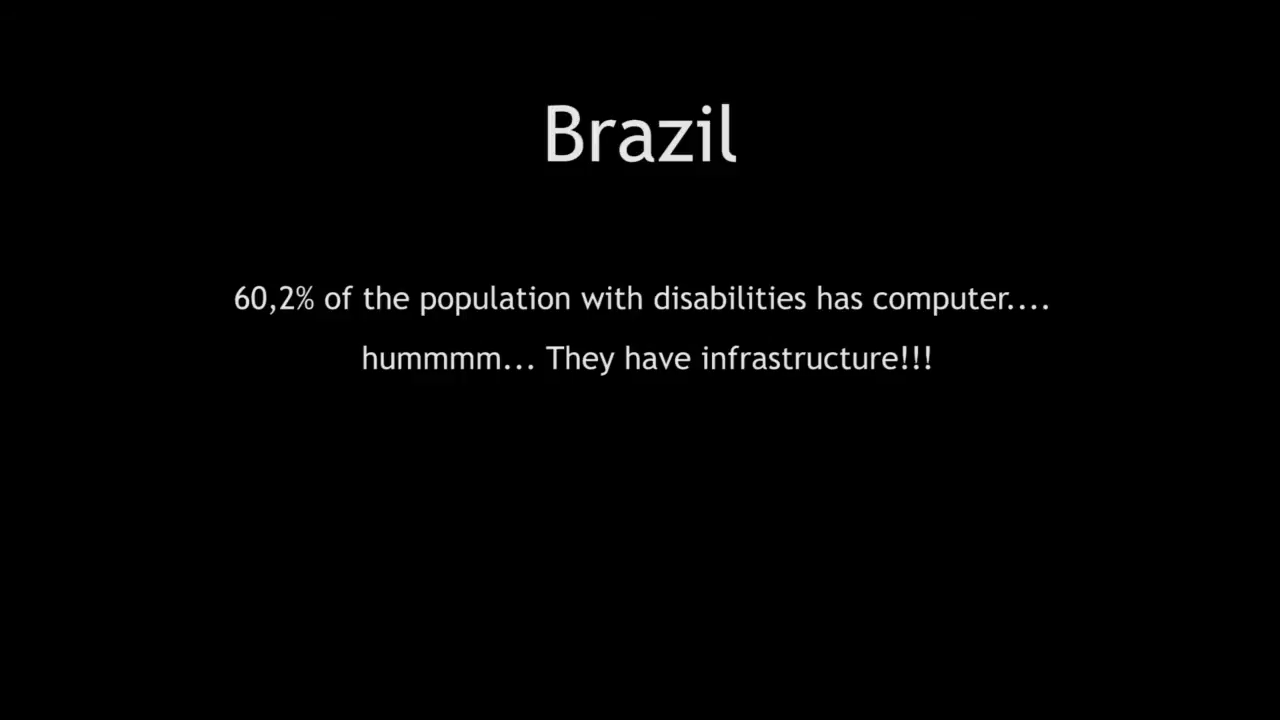 Brazil
60,2% of the population with disabilities has computer....
hummmm... They have infrastructure!!!